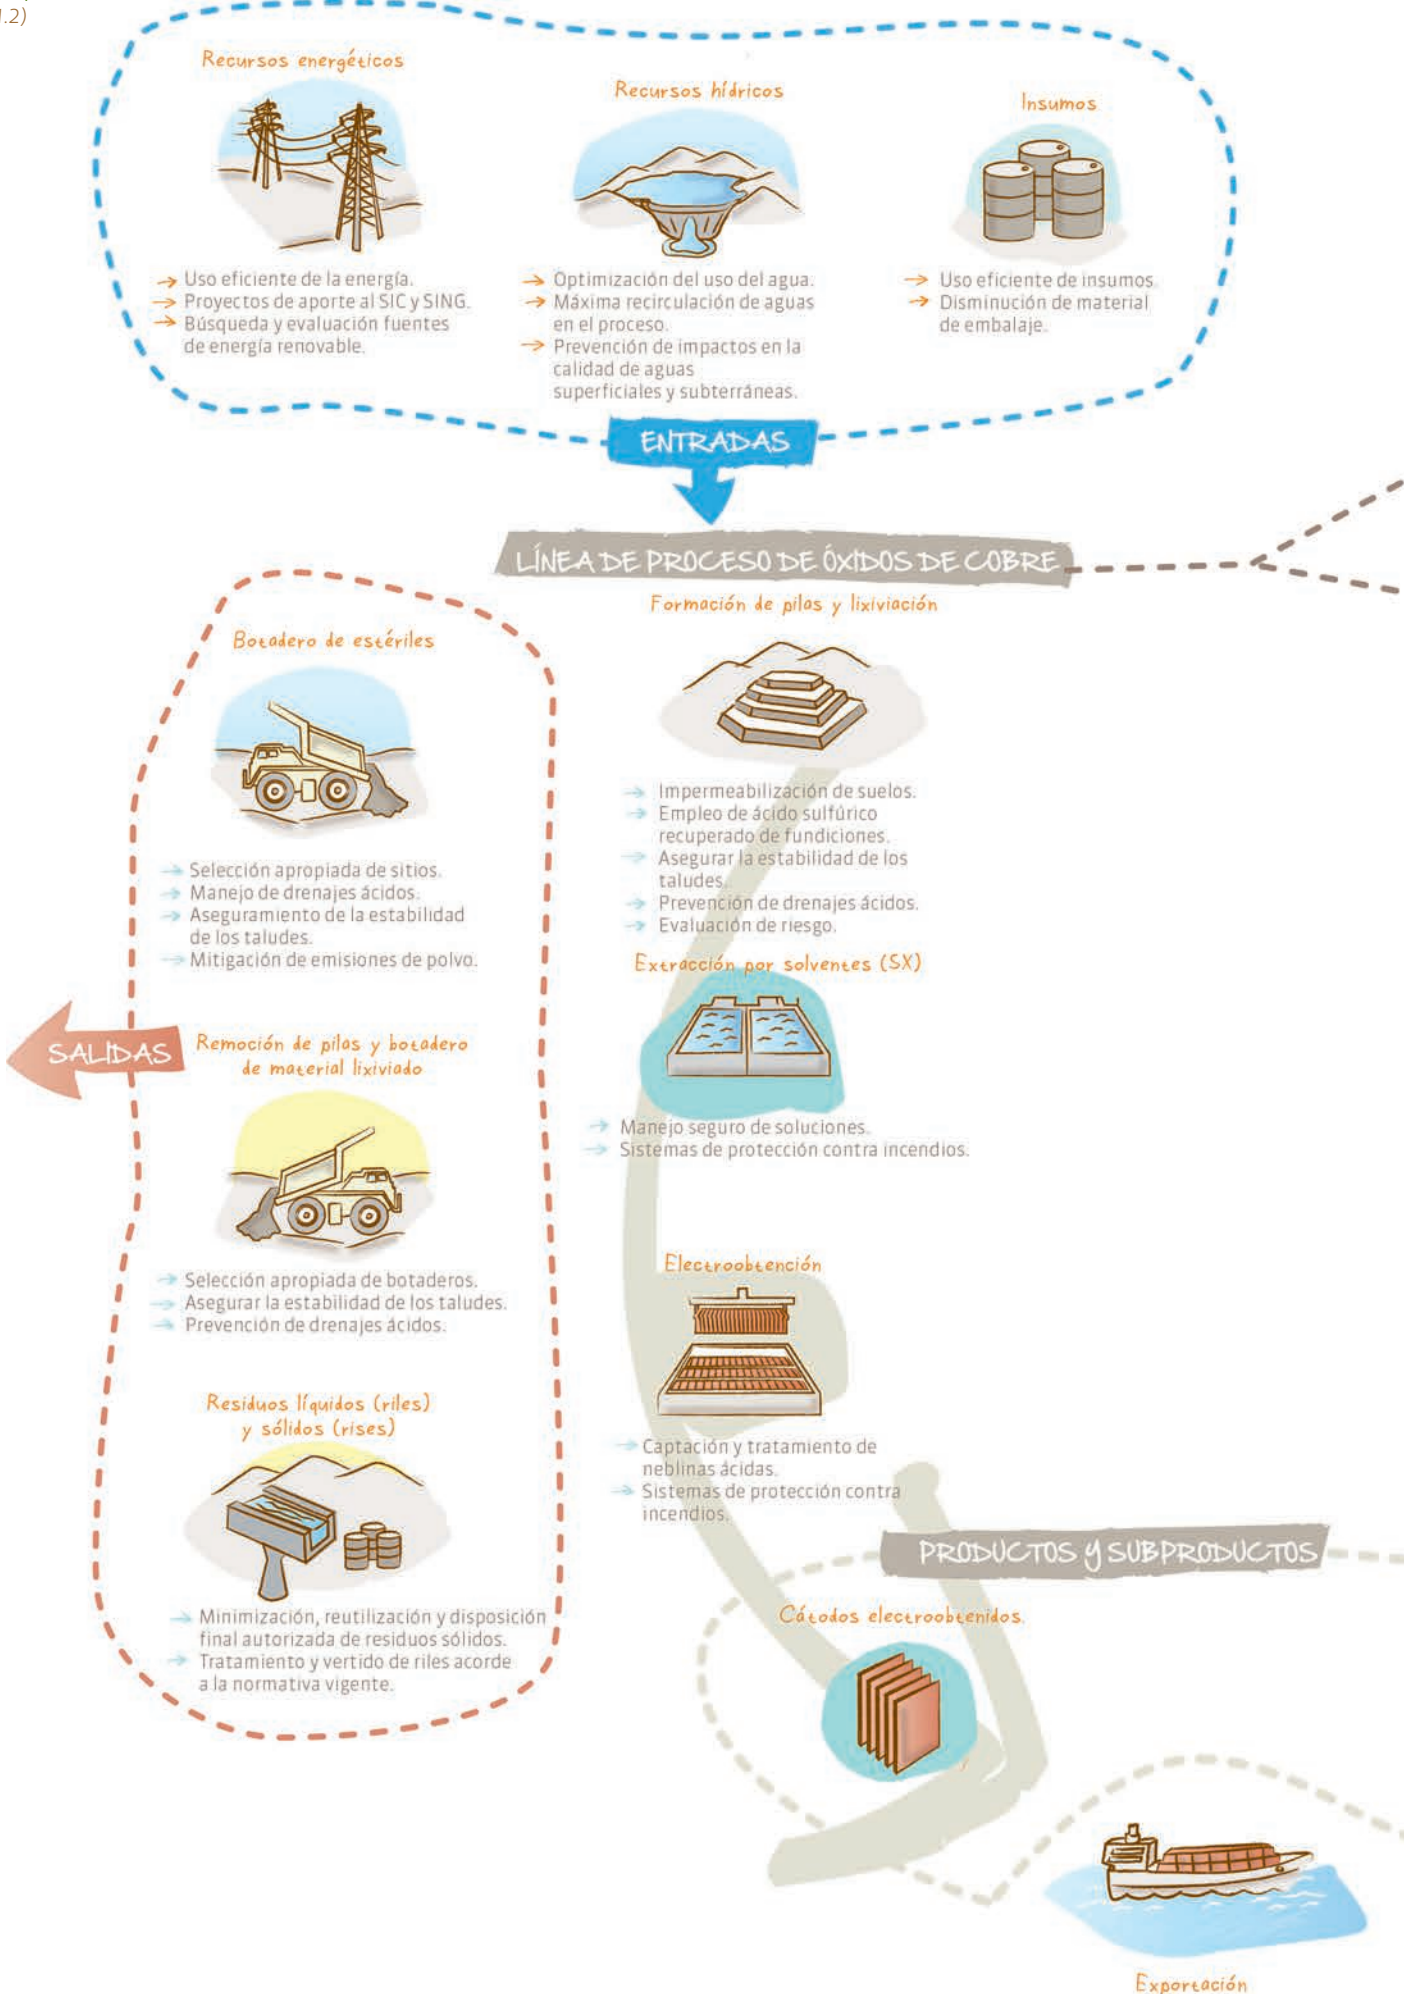 1.2)
Recursos energéticos
→ Uso eficiente de la energía.
→ Proyectos de aporte al SIC y SING.
→ Búsqueda y evaluación fuentes
de energía renovable.
Recursos hídricos
→ Optimización del uso del agua.
→ Máxima recirculación de aguas
en el proceso.
→ Prevención de impactos en la
calidad de aguas
superficiales y subterráneas.
Insumos
→ Uso eficiente de insumos.
→ Disminución de material
de embalaje.
ENTRADAS
LÍNEA DE PROCESO DE ÓXIDOS DE COBRE
Botadero de estériles
→ Selección apropiada de sitios.
→ Manejo de drenajes ácidos.
→ Aseguramiento de la estabilidad
de los taludes.
→ Mitigación de emisiones de polvo.
SALIDAS
Remoción de pilas y botadero
de material lixiviado
→ Selección apropiada de botaderos.
→ Asegurar la estabilidad de los taludes.
→ Prevención de drenajes ácidos.
Residuos líquidos (riles)
y sólidos (rises)
→ Minimización, reutilización y disposición
final autorizada de residuos sólidos.
→ Tratamiento y vertido de riles acorde
a la normativa vigente.
Formación de pilas y lixiviación
→ Impermeabilización de suelos.
→ Empleo de ácido sulfúrico
recuperado de fundiciones.
→ Asegurar la estabilidad de los
taludes.
→ Prevención de drenajes ácidos.
→ Evaluación de riesgo.
Extracción por solventes (SX)
→ Manejo seguro de soluciones.
→ Sistemas de protección contra incendios.
Electroobtención
→ Captación y tratamiento de
neblinas ácidas.
→ Sistemas de protección contra
incendios.
PRODUCTOS y SUBPRODUCTOS
Cátodos electroobtenidos.
Exportación